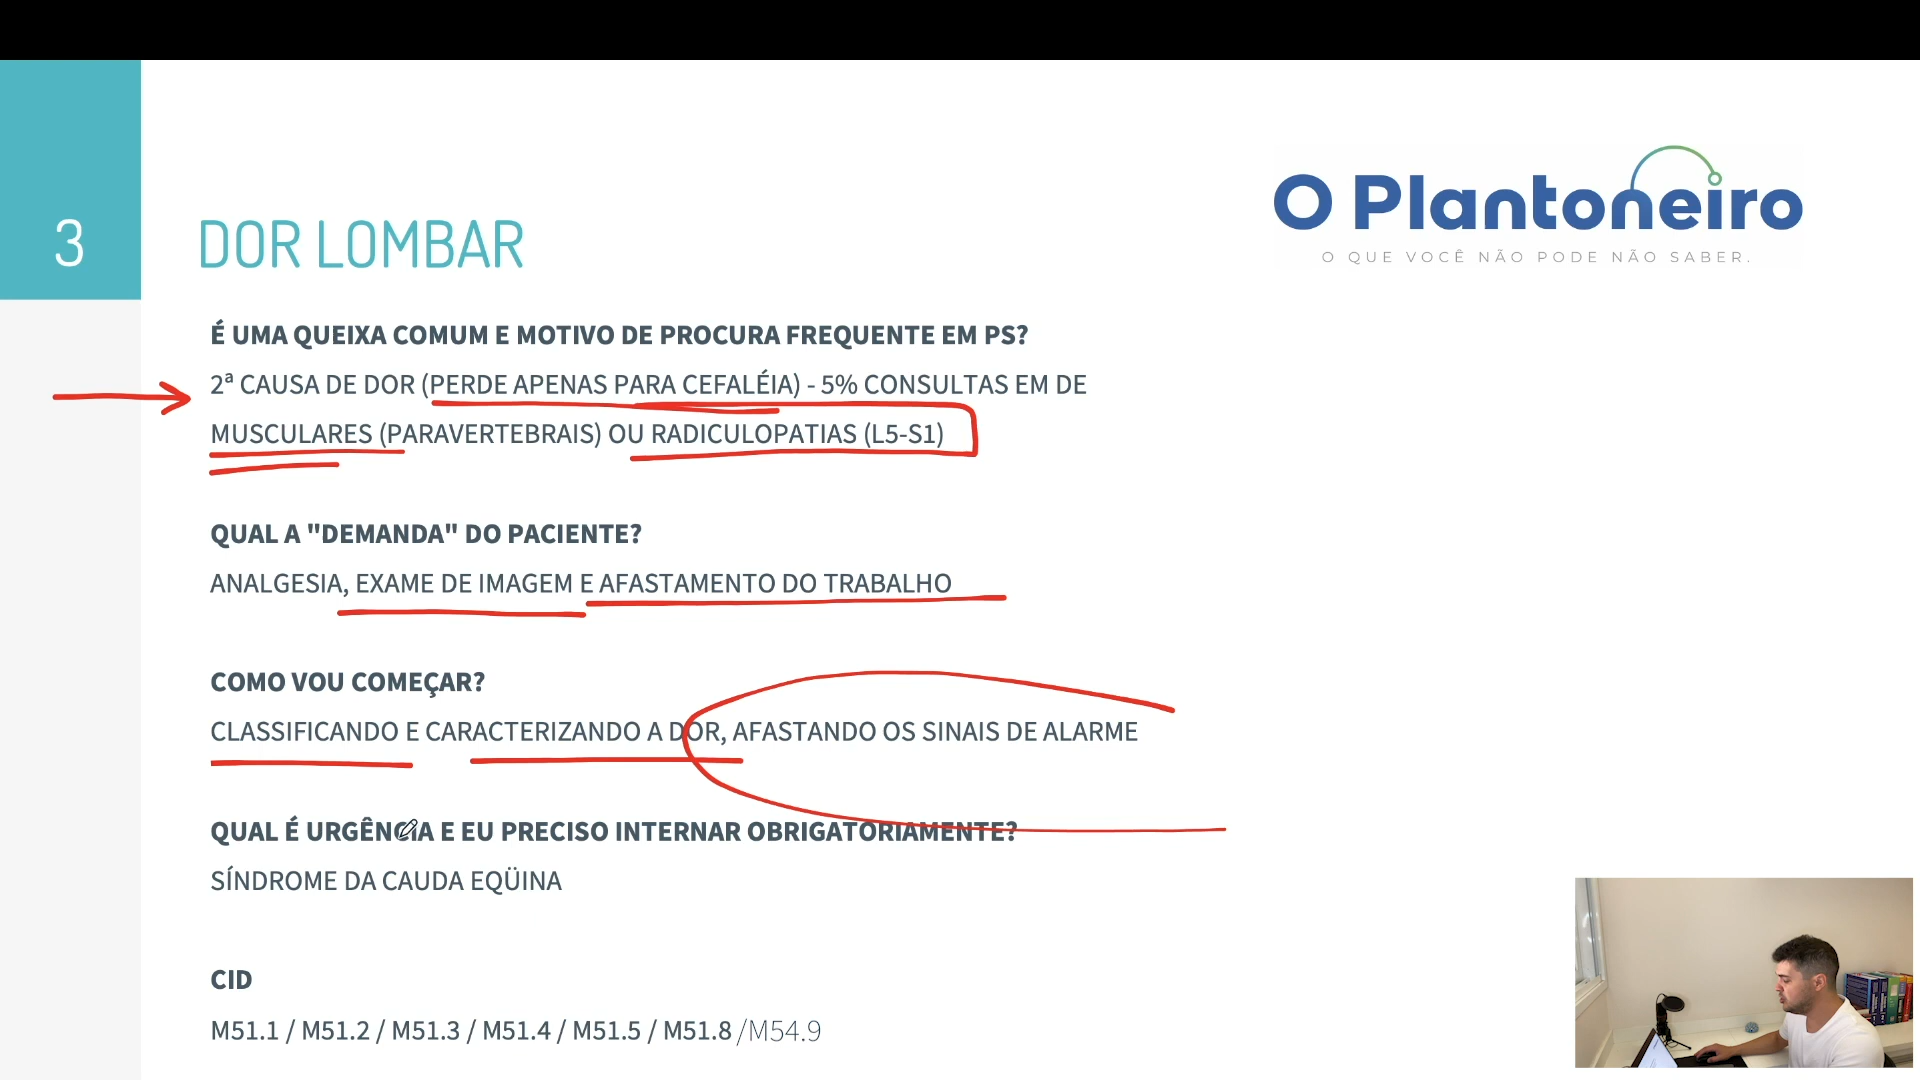 3
DOR LOMBAR
O Plantoneiro
O QUE VOCÊ NÃO PODE NÃO SABER.
É UMA QUEIXA COMUM E MOTIVO DE PROCURA FREQUENTE EM PS?
2ª CAUSA DE DOR (PERDE APENAS PARA CEFALÉIA) - 5% CONSULTAS EM DE
MUSCULARES (PARAVERTEBRAIS) OU RADICULOPATIAS (L5-S1)
QUAL A "DEMANDA" DO PACIENTE?
ANALGESIA, EXAME DE IMAGEM E AFASTAMENTO DO TRABALHO
COMO VOU COMEÇAR?
CLASSIFICANDO E CARACTERIZANDO A DOR, AFASTANDO OS SINAIS DE ALARME
QUAL É URGÊNCIA E EU PRECISO INTERNAR OBRIGATORIAMENTE?
SÍNDROME DA CAUDA EQÜINA
CID
M51.1 / M51.2 / M51.3 / M51.4 / M51.5 / M51.8 /M54.9